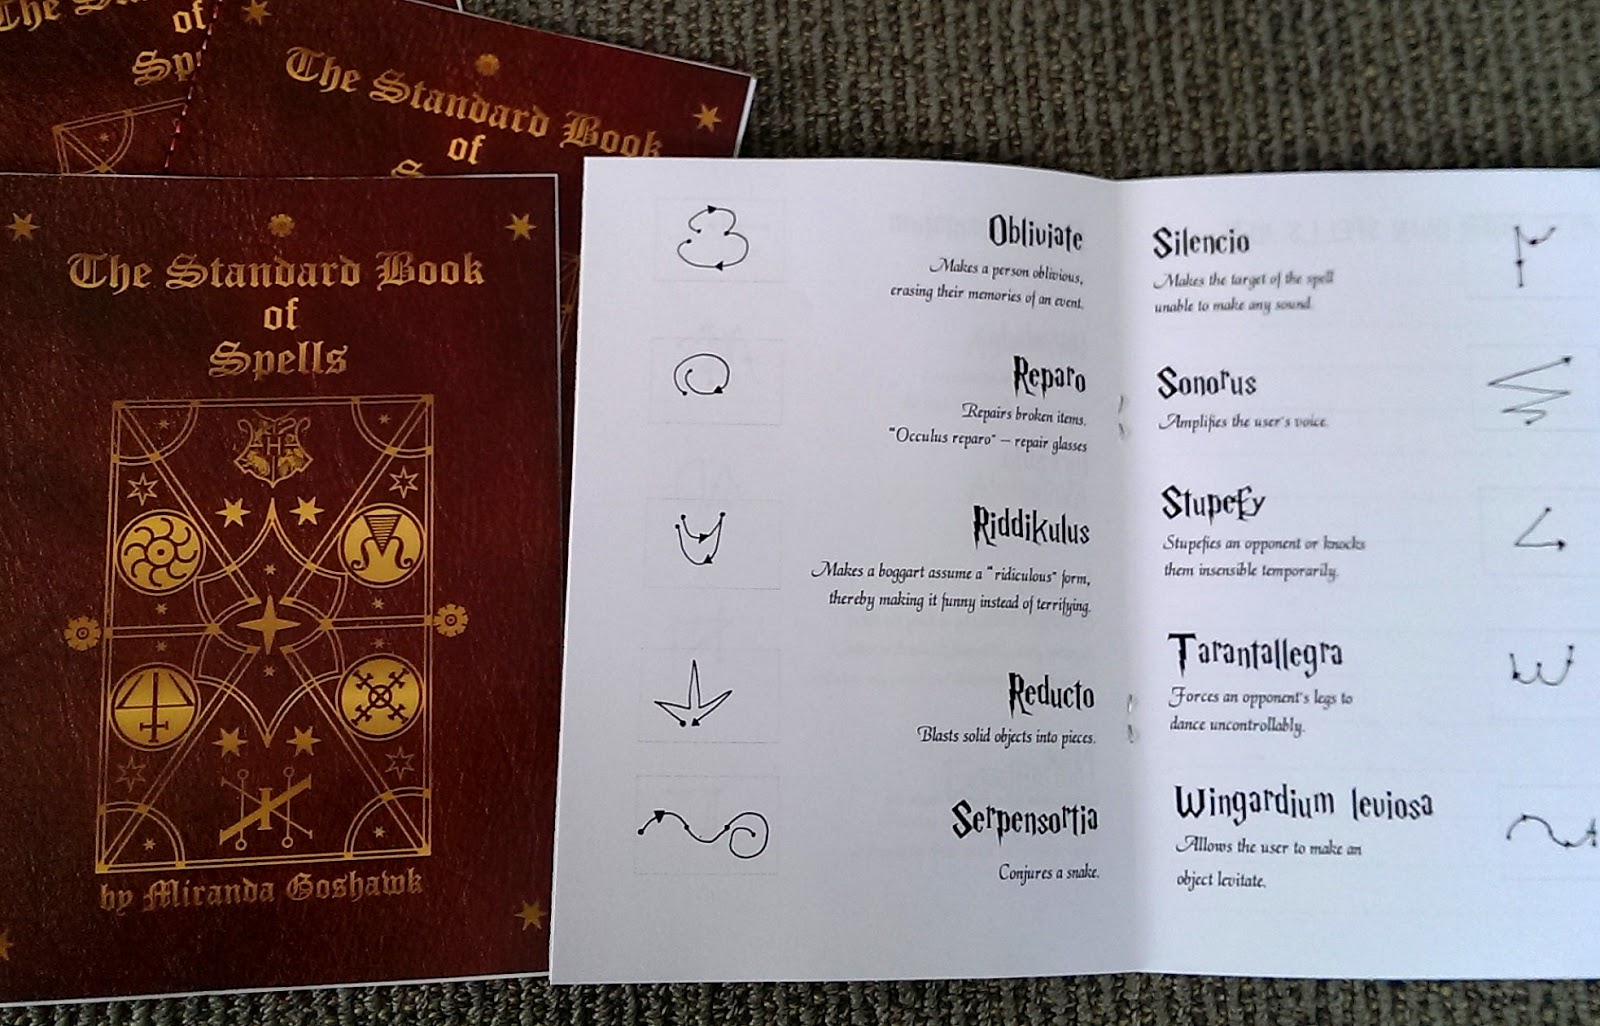 The Standard Book
of
The Standard Book
of
The Standard Book
of
Spells
H
by Miranda Goshawk
Obliviate
Makes a person oblivious,
erasing their memories of an event.
Reparo
Repairs broken items.
"Occulus reparo" – repair glasses
Riddikulus
Makes a boggart assume a "ridiculous" form,
thereby making it funny instead of terrifying.
Reducto
Blasts solid objects into pieces.
Serpensortia
Conjures a snake.
Silencio
Makes the target of the spell
unable to make any sound.
Sonorus
Amplifies the user's voice.
Stupefy
Stupefies an opponent or knocks
them insensible temporarily.
Tarantallegra
Forces an opponent's legs to
dance uncontrollably.
Wingardium leviosa
Allows the user to make an
object levitate.